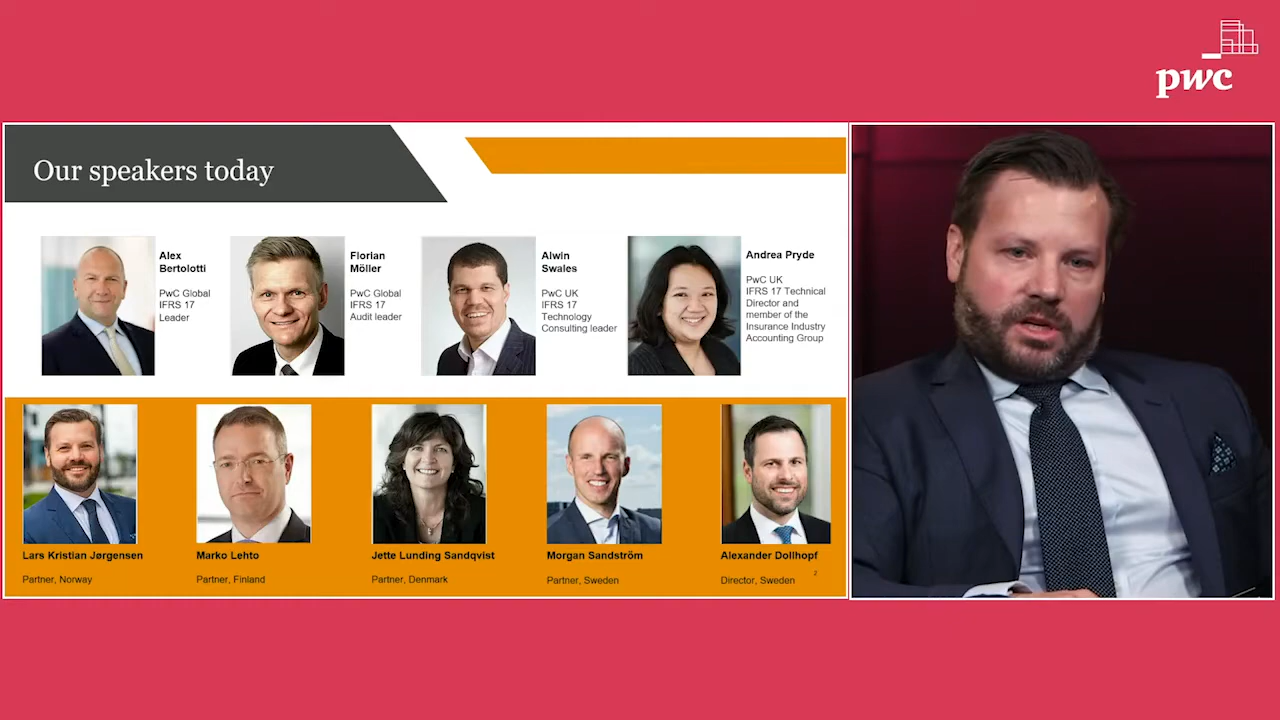 pwc
Our speakers today
Alex
Bertolotti
PwC Global
IFRS 17
Leader
Florian
Möller
PwC Global
IFRS 17
Audit leader
Alwin
Swales
PwC UK
IFRS 17
Technology
Consulting leader
Andrea Pryde
PwC UK
IFRS 17 Technical
Director and
member of the
Insurance Industry
Accounting Group
Lars Kristian Jørgensen
Partner, Norway
Marko Lehto
Partner, Finland
Jette Lunding Sandqvist
Partner, Denmark
Morgan Sandström
Partner, Sweden
Alexander Dollhopf
Director, Sweden
2